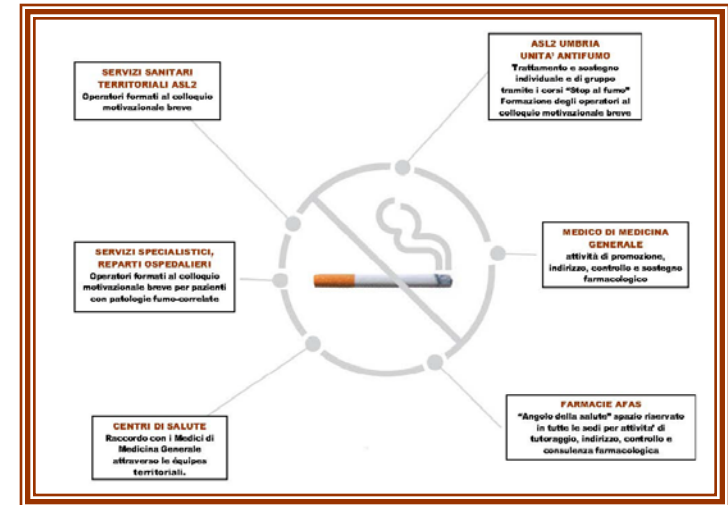 SERVIZI SANITARI
TERRITORIALI ASL2
Operatori formati al colloquio
motivazionale breve
ASL2 UMBRIA
UNITA' ANTIFUMO
Trattamento e sostegno
individuale e di gruppo
tramite i corsi "Stop al fumo"
Formazione degli operatori al
colloquio motivazionale breve
SERVIZI SPECIALISTICI,
REPARTI OSPEDALIERI
Operatori formati al colloquio
motivazionale breve per pazienti
con patologie fumo-correlate
MEDICO DI MEDICINA
GENERALE
attività di promozione,
indirizzo, controllo e sostegno
farmacologico
CENTRI DI SALUTE
Raccordo con i Medici di
Medicina Generale
attraverso le équipes
territoriali.
FARMACIE AFAS
"Angolo della salute" spazio riservato
in tutte le sedi per attivita' di
tutoraggio, indirizzo, controllo e
consulenza farmacologica